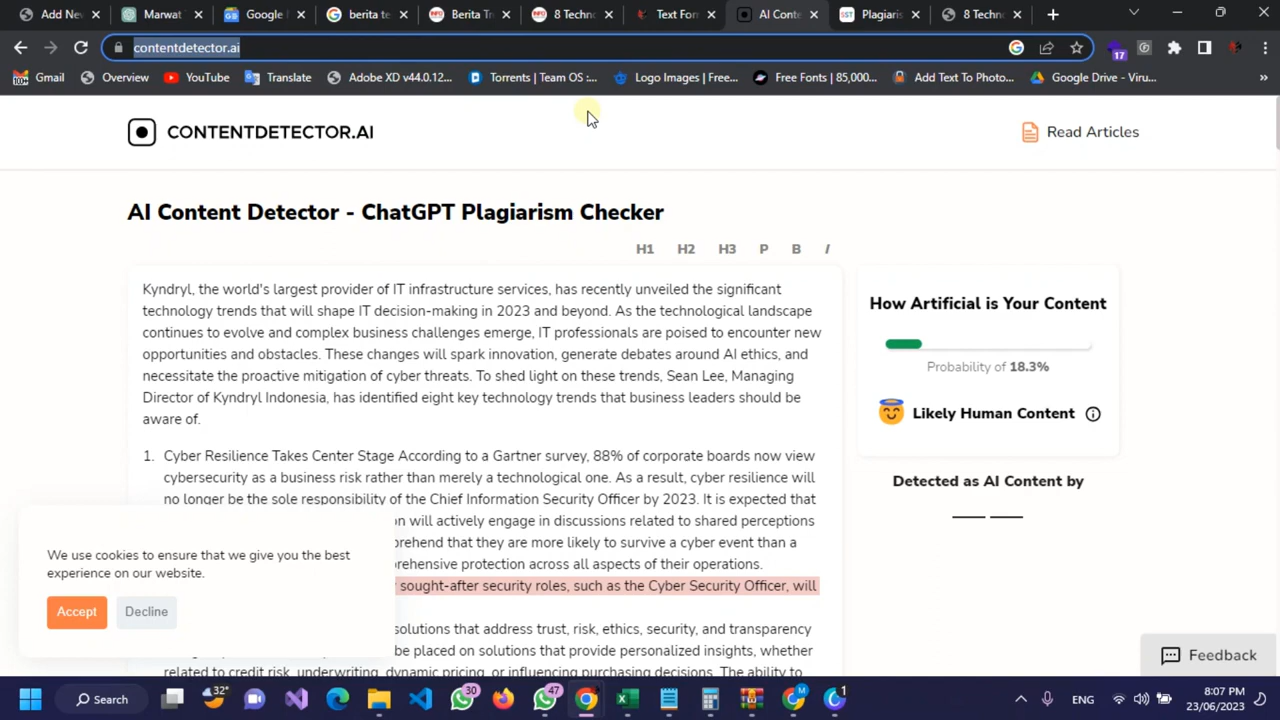 Add New
Marwat
Google
berita te
Berita Tr
8 Techno
Text Form
AI Conte
Plagiaris
8 Techn
contentdetector.ai
17
Gmail
Overview
YouTube
Translate
Adobe XD v44.0.12...
Torrents | Team OS :...
Logo Images | Free...
Free Fonts | 85,000...
Add Text To Photo...
Google Drive - Viru...
CONTENTDETECTOR.AI
Read Articles
AI Content Detector - ChatGPT Plagiarism Checker
H1 H2 H3 P B I
Kyndryl, the world's largest provider of IT infrastructure services, has recently unveiled the significant
technology trends that will shape IT decision-making in 2023 and beyond. As the technological landscape
continues to evolve and complex business challenges emerge, IT professionals are poised to encounter new
opportunities and obstacles. These changes will spark innovation, generate debates around AI ethics, and
necessitate the proactive mitigation of cyber threats. To shed light on these trends, Sean Lee, Managing
Director of Kyndryl Indonesia, has identified eight key technology trends that business leaders should be
aware of.
1. Cyber Resilience Takes Center Stage According to a Gartner survey, 88% of corporate boards now view
cybersecurity as a business risk rather than merely a technological one. As a result, cyber resilience will
no longer be the sole responsibility of the Chief Information Security Officer by 2023. It is expected that
on will actively engage in discussions related to shared perceptions
prehend that they are more likely to survive a cyber event than a
prehensive protection across all aspects of their operations.
sought-after security roles, such as the Cyber Security Officer, will
solutions that address trust, risk, ethics, security, and transparency
be placed on solutions that provide personalized insights, whether
related to credit risk, underwriting, dynamic pricing, or influencing purchasing decisions. The ability to
How Artificial is Your Content
Probability of 18.3%
Likely Human Content
Detected as AI Content by
We use cookies to ensure that we give you the best
experience on our website.
Accept
Decline
Feedback
Search
32°
30
47
1
ENG
8:07 PM
23/06/2023